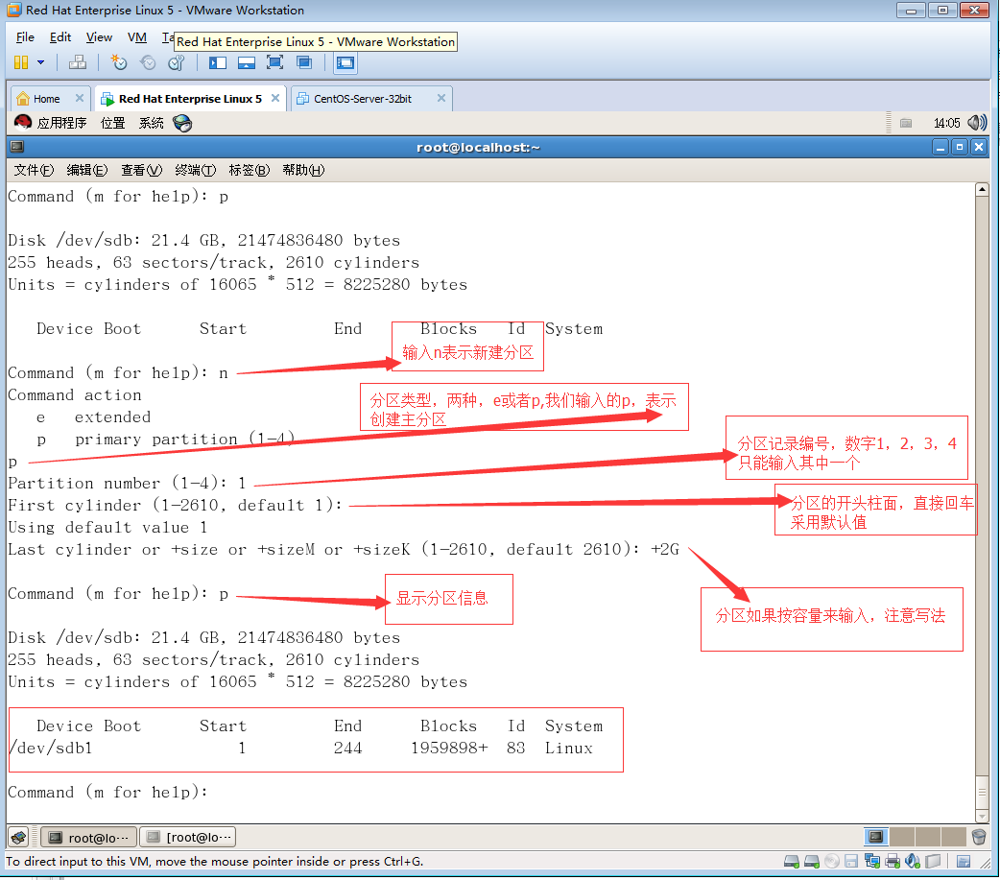 Red Hat Enterprise Linux 5 - VMware Workstation
File Edit View VM Ta
Red Hat Enterprise Linux 5 - VMware Workstation
Home Red Hat Enterprise Linux 5 CentOS-Server-32bit
应用程序 位置 系统 14:05
root@localhost:~
文件(F) 编辑(E) 查看(V) 终端(T) 标签(B) 帮助(H)
Command (m for help): p
Disk /dev/sdb: 21.4 GB, 21474836480 bytes
255 heads, 63 sectors/track, 2610 cylinders
Units = cylinders of 16065 * 512 = 8225280 bytes
Device Boot Start End Blocks Id System
输入n表示新建分区
Command (m for help): n
Command action
分区类型，两种，e或者p,我们输入的p，表示
创建主分区
e extended
p primary partition (1-4)
p
分区记录编号，数字1，2，3，4
只能输入其中一个
Partition number (1-4): 1
First cylinder (1-2610, default 1):
分区的开头柱面，直接回车
采用默认值
Using default value 1
Last cylinder or +size or +sizeM or +sizeK (1-2610, default 2610): +2G
Command (m for help): p
显示分区信息
分区如果按容量来输入，注意写法
Disk /dev/sdb: 21.4 GB, 21474836480 bytes
255 heads, 63 sectors/track, 2610 cylinders
Units = cylinders of 16065 * 512 = 8225280 bytes
Device Boot Start End Blocks Id System
/dev/sdb1 1 244 1959898+ 83 Linux
Command (m for help):
root@lo··· [root@lo···
To direct input to this VM, move the mouse pointer inside or press Ctrl+G.